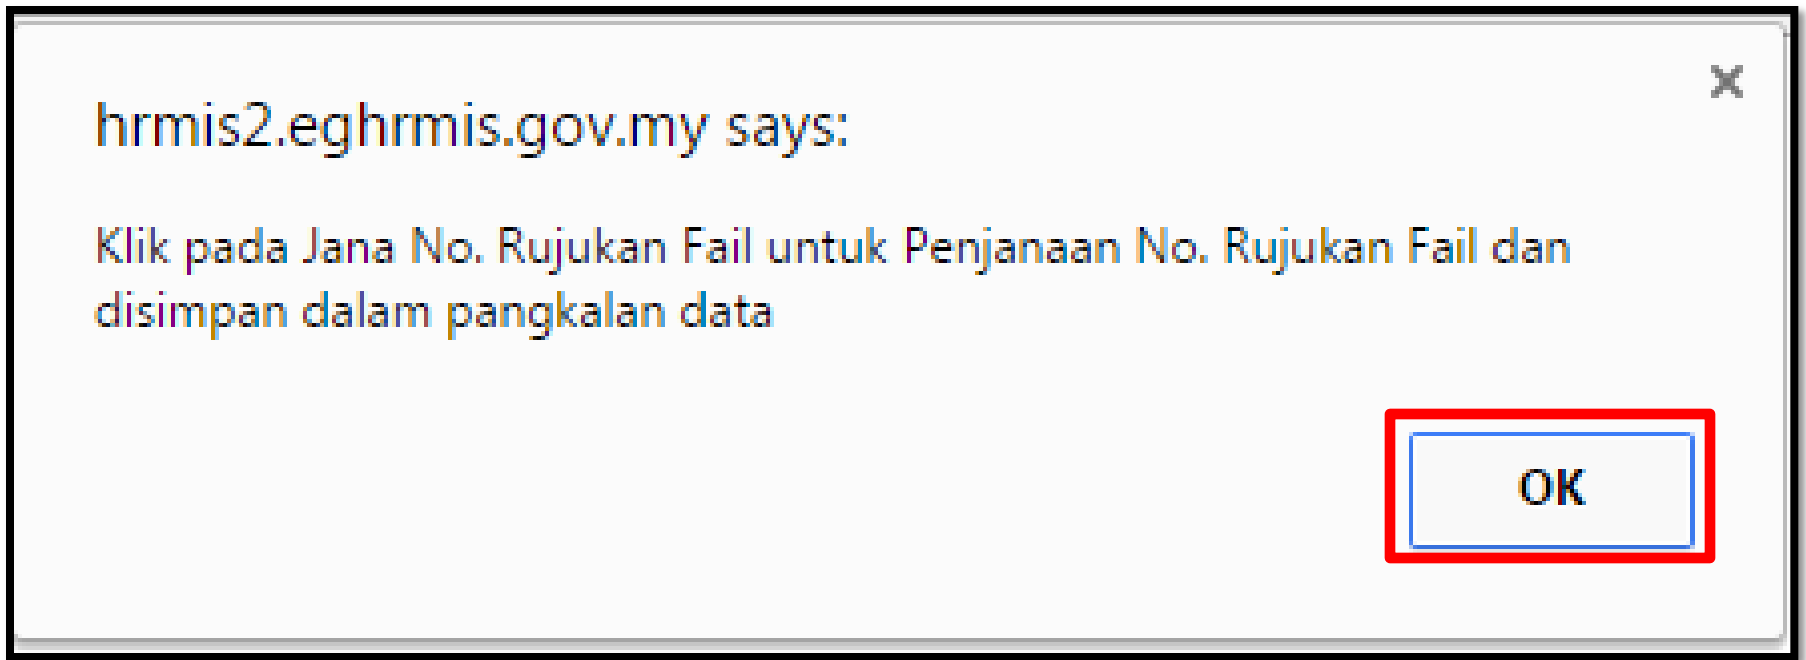 hrmis2.eghrmis.gov.my says:
Klik pada Jana No. Rujukan Fail untuk Penjanaan No. Rujukan Fail dan
disimpan dalam pangkalan data
OK